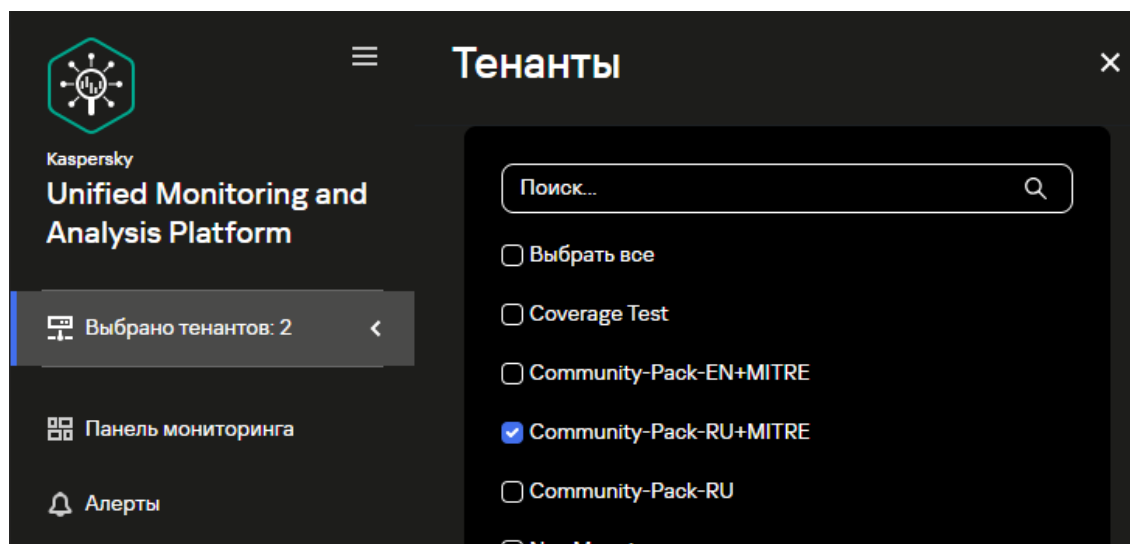 Тенанты
Kaspersky
Unified Monitoring and
Analysis Platform
Выбрано тенантов: 2
Панель мониторинга
Алерты
Поиск...
Выбрать все
Coverage Test
Community-Pack-EN+MITRE
Community-Pack-RU+MITRE
Community-Pack-RU